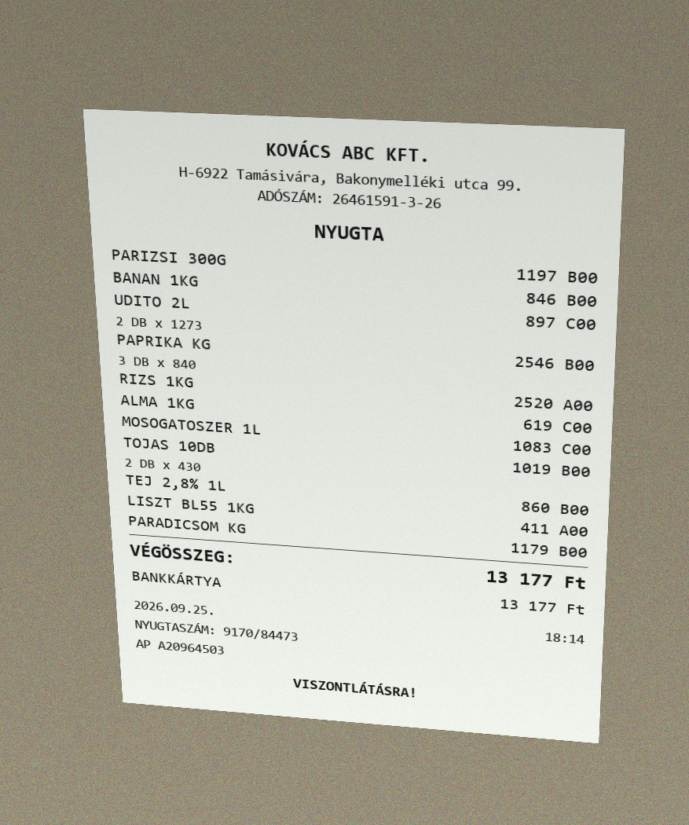 KOVÁCS ABC KFT.
H-6922 Tamásivára, Bakonymelléki utca 99.
ADÓSZÁM: 26461591-3-26
NYUGTA
PARIZSI 300G 1197 B00
BANAN 1KG 846 B00
UDITO 2L 897 C00
2 DB x 1273
PAPRIKA KG 2546 B00
3 DB x 840
RIZS 1KG 2520 A00
ALMA 1KG 619 C00
MOSOGATOSZER 1L 1083 C00
TOJAS 10DB 1019 B00
2 DB x 430
TEJ 2,8% 1L 860 B00
LISZT BL55 1KG 411 A00
PARADICSOM KG 1179 B00
VÉGÖSSZEG: 13 177 Ft
BANKKÁRTYA 13 177 Ft
2026.09.25. 18:14
NYUGTASZÁM: 9170/84473
AP A20964503
VISZONTLÁTÁSRA!